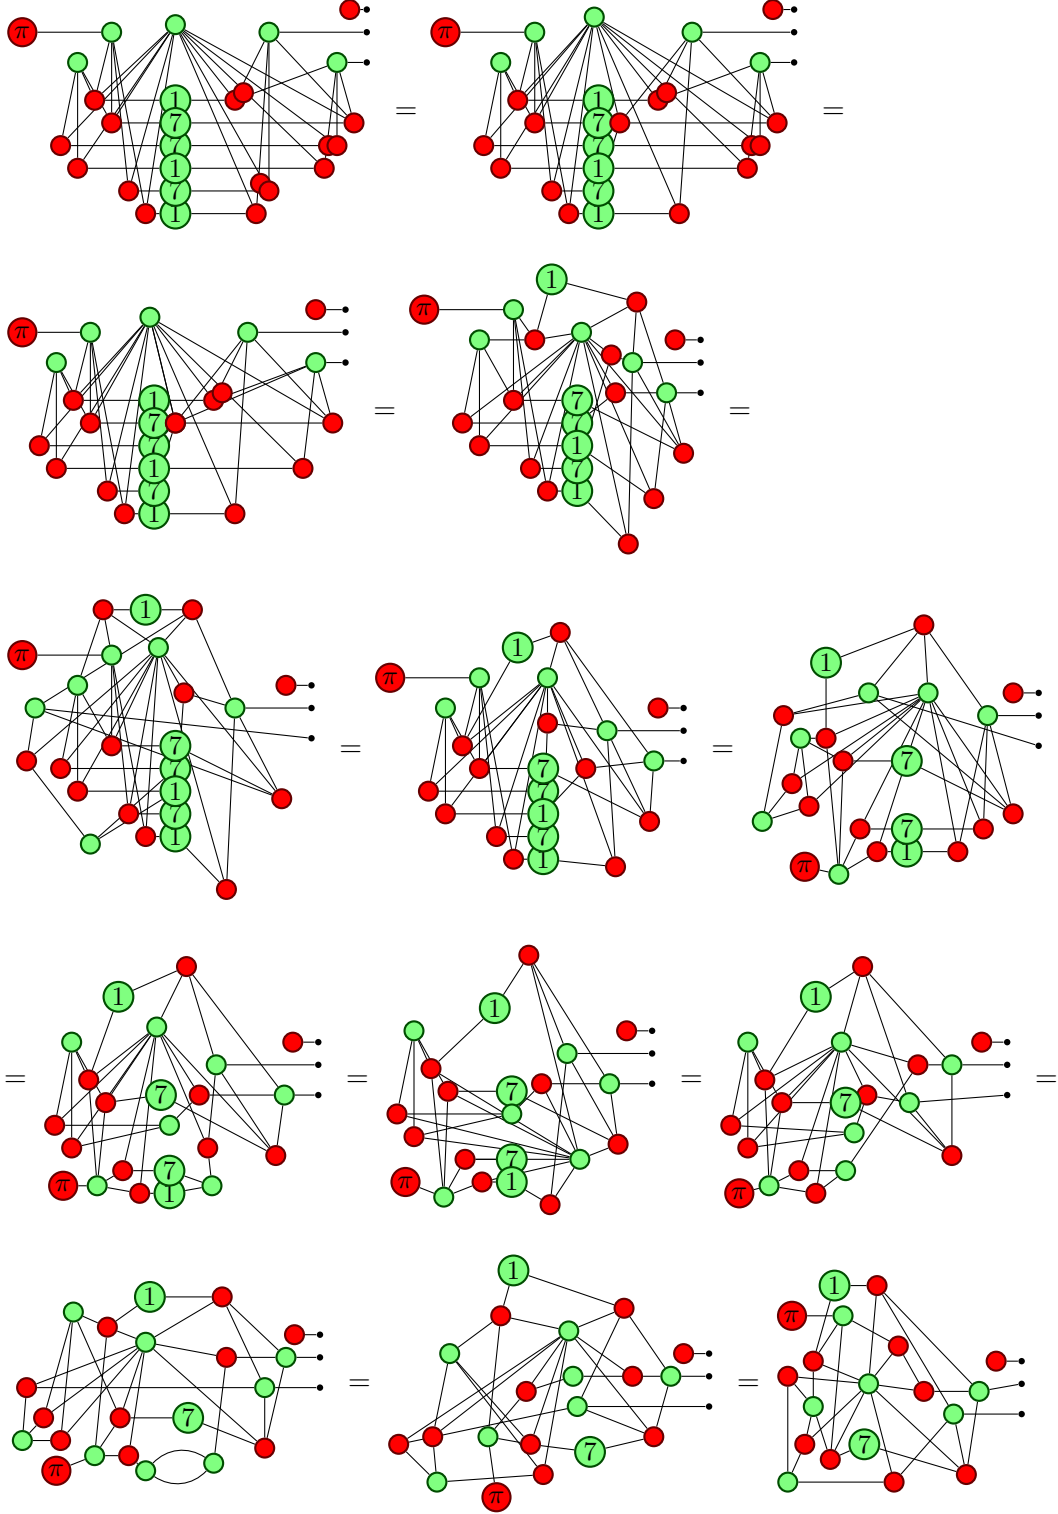 π 1 7 7 1 7 1 = π 1 7 7 1 7 1 =
π 1 7 7 1 7 1 = π 1 7 7 1 7 1 =
π 1 7 7 1 7 1 = π 1 7 7 1 7 1 = 1 7 7 1 π
= 1 7 7 1 π = 1 7 7 1 π = 1 7 π =
1 7 π = 1 7 π = 1 π 7